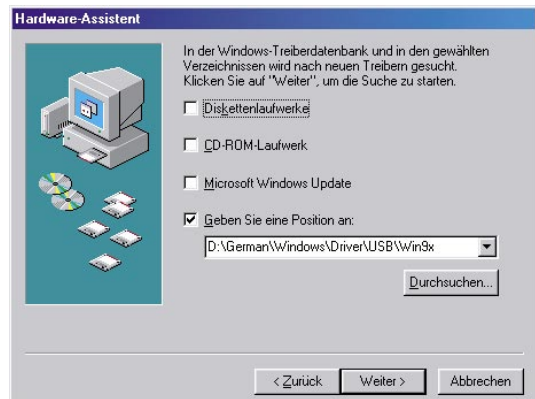 Hardware-Assistent
In der Windows-Treiberdatenbank und in den gewählten
Verzeichnissen wird nach neuen Treibern gesucht.
Klicken Sie auf "Weiter", um die Suche zu starten.
Diskettenlaufwerke
CD-ROM-Laufwerk
Microsoft Windows Update
Geben Sie eine Position an:
D:\German\Windows\Driver\USB\Win9x
Durchsuchen...
< Zurück Weiter > Abbrechen